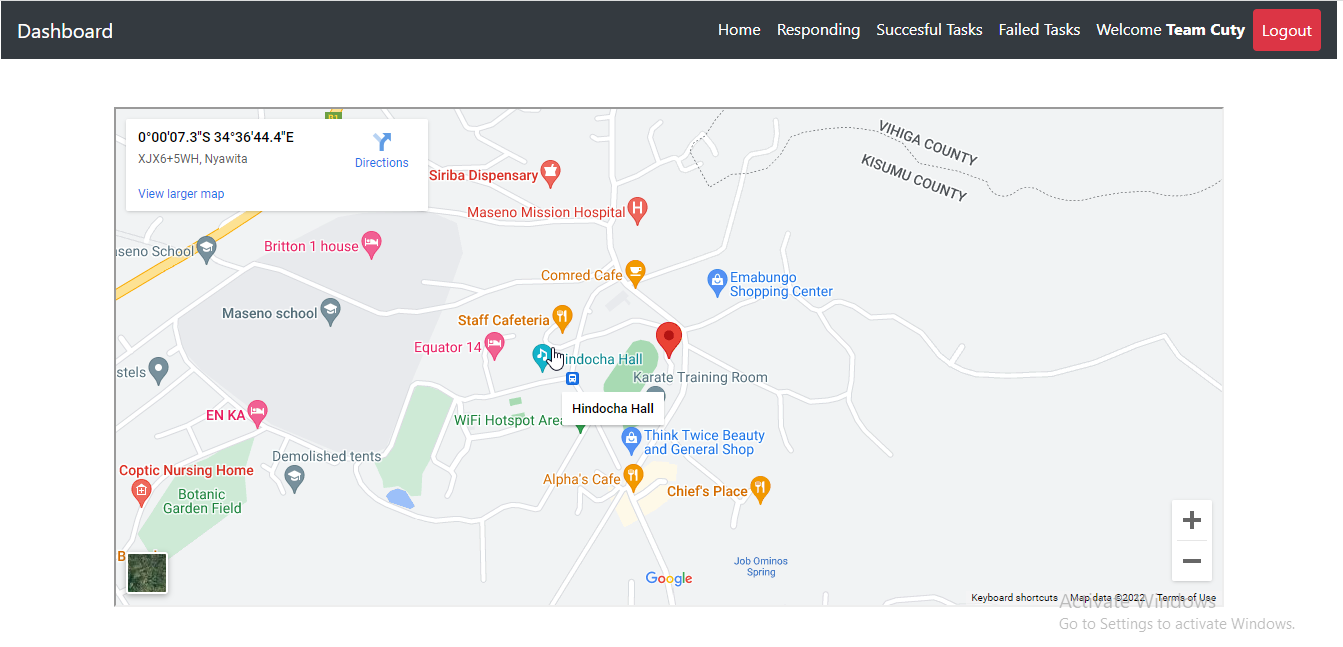 Dashboard
Home Responding Succesful Tasks Failed Tasks Welcome Team Cuty Logout
0°00'07.3"S 34°36'44.4"E
XJX6+5WH, Nyawita
Directions
View larger map
B1
VIHIGA COUNTY
KISUMU COUNTY
Siriba Dispensary
Maseno Mission Hospital
aseno School
Britton 1 house
Comred Cafe
Emabungo
Shopping Center
Maseno school
Staff Cafeteria
Equator 14
Hindocha Hall
stels
Karate Training Room
Hindocha Hall
EN KA
WiFi Hotspot Area
Think Twice Beauty
and General Shop
Demolished tents
Coptic Nursing Home
Alpha's Cafe
Chief's Place
Botanic
Garden Field
Job Ominos
Spring
Google
Keyboard shortcuts Map data ©2022 Terms of Use
Activate Windows
Go to Settings to activate Windows.